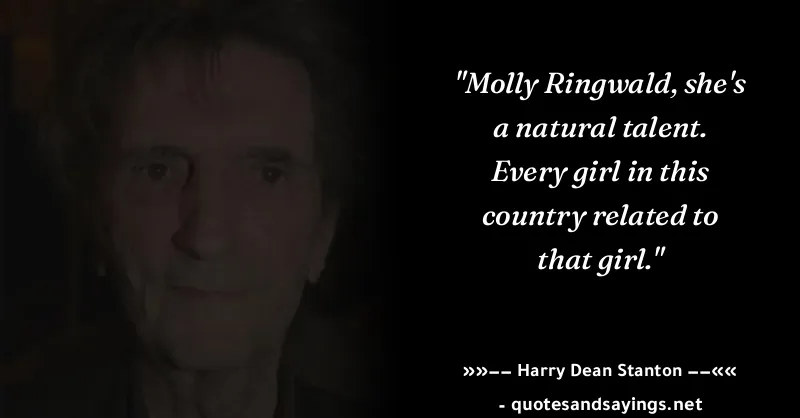 "Molly Ringwald, she's
a natural talent.
Every girl in this
country related to
that girl."
»»–– Harry Dean Stanton ––««
- quotesandsayings.net